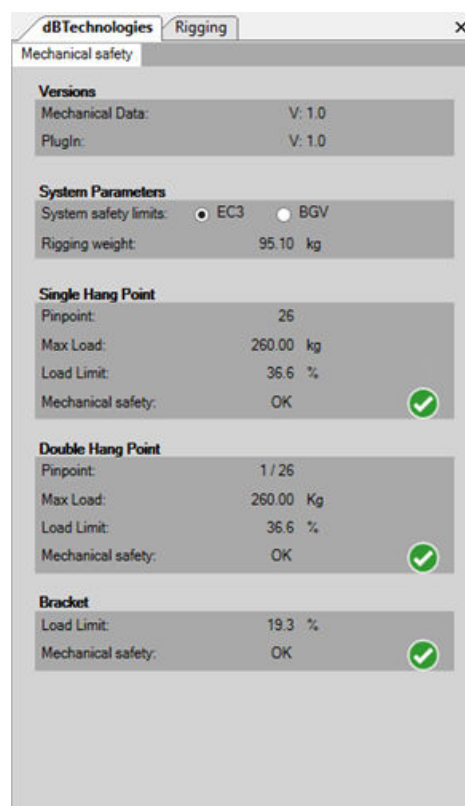 dBTechnologies Rigging
Mechanical safety
Versions
Mechanical Data: V: 1.0
PlugIn: V: 1.0
System Parameters
System safety limits: EC3 BGV
Rigging weight: 95.10 kg
Single Hang Point
Pinpoint: 26
Max Load: 260.00 kg
Load Limit: 36.6 %
Mechanical safety: OK
Double Hang Point
Pinpoint: 1 / 26
Max Load: 260.00 Kg
Load Limit: 36.6 %
Mechanical safety: OK
Bracket
Load Limit: 19.3 %
Mechanical safety: OK